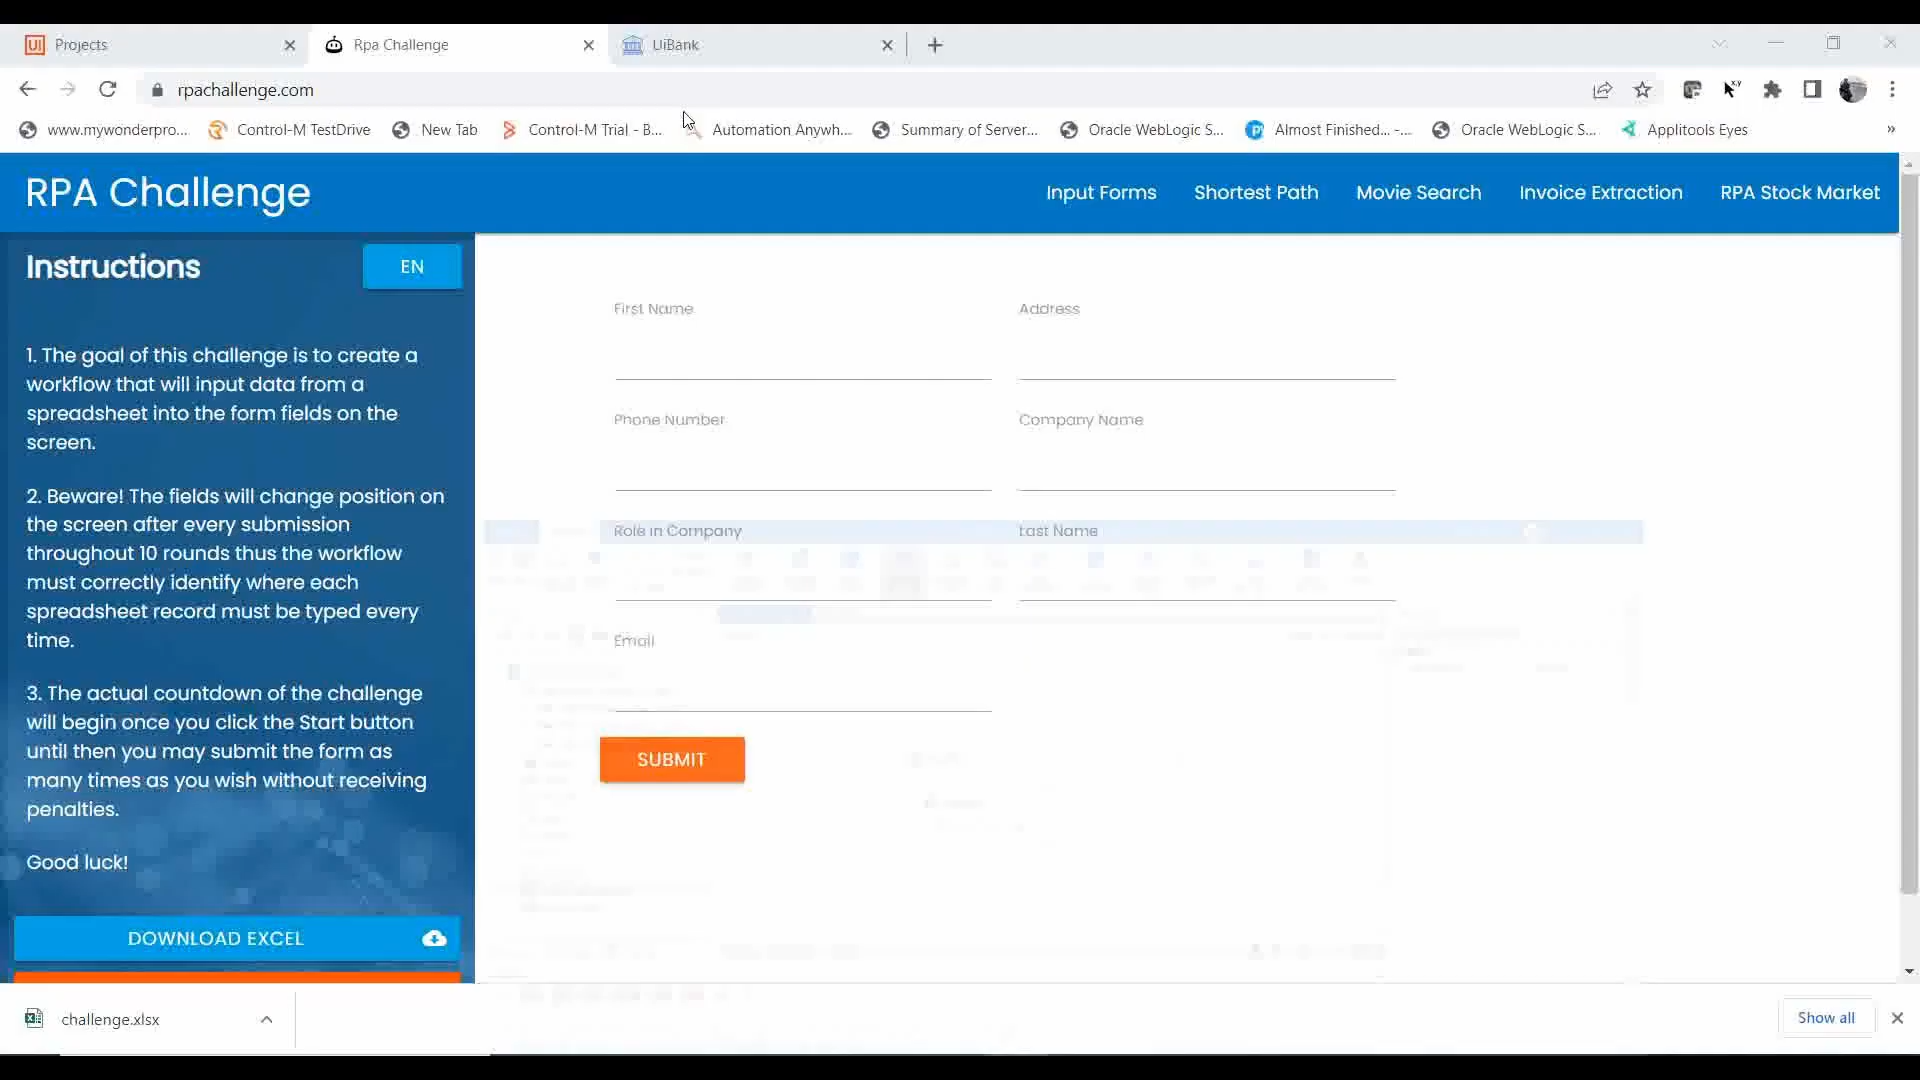 Projects
Rpa Challenge
UiBank
rpachallenge.com
www.mywonderpro...
Control-M TestDrive
New Tab
Control-M Trial - B...
Automation Anywh...
Summary of Server...
Oracle WebLogic S...
Almost Finished... -...
Oracle WebLogic S...
Applitools Eyes
»
RPA Challenge
Input Forms
Shortest Path
Movie Search
Invoice Extraction
RPA Stock Market
Instructions
EN
1. The goal of this challenge is to create a
workflow that will input data from a
spreadsheet into the form fields on the
screen.
2. Beware! The fields will change position on
the screen after every submission
throughout 10 rounds thus the workflow
must correctly identify where each
spreadsheet record must be typed every
time.
3. The actual countdown of the challenge
will begin once you click the Start button
until then you may submit the form as
many times as you wish without receiving
penalties.
Good luck!
DOWNLOAD EXCEL
First Name
Address
Phone Number
Company Name
Role in Company
Last Name
Email
SUBMIT
challenge.xlsx
Show all